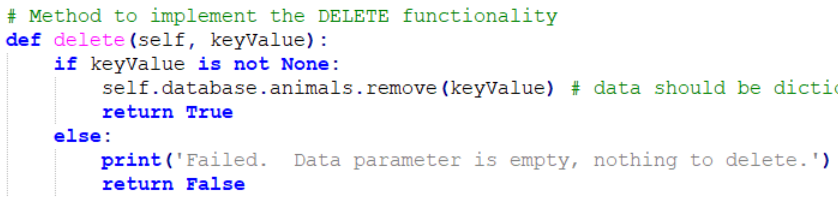 # Method to implement the DELETE functionality
def delete(self, keyValue):
    if keyValue is not None:
        self.database.animals.remove(keyValue) # data should be dictio
        return True
    else:
        print('Failed.  Data parameter is empty, nothing to delete.')
        return False